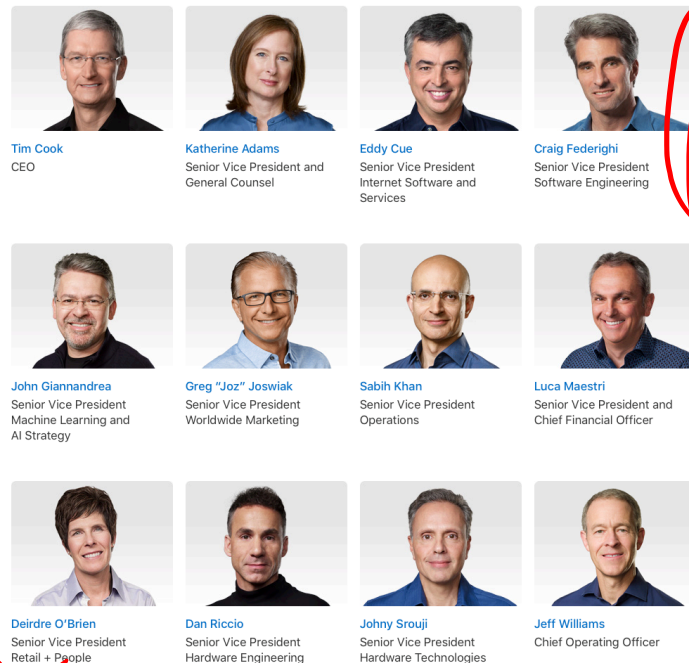 Tim Cook
CEO
Katherine Adams
Senior Vice President and
General Counsel
Eddy Cue
Senior Vice President
Internet Software and
Services
Craig Federighi
Senior Vice President
Software Engineering
John Giannandrea
Senior Vice President
Machine Learning and
AI Strategy
Greg “Joz” Joswiak
Senior Vice President
Worldwide Marketing
Sabih Khan
Senior Vice President
Operations
Luca Maestri
Senior Vice President and
Chief Financial Officer
Deirdre O’Brien
Senior Vice President
Retail + People
Dan Riccio
Senior Vice President
Hardware Engineering
Johny Srouji
Senior Vice President
Hardware Technologies
Jeff Williams
Chief Operating Officer